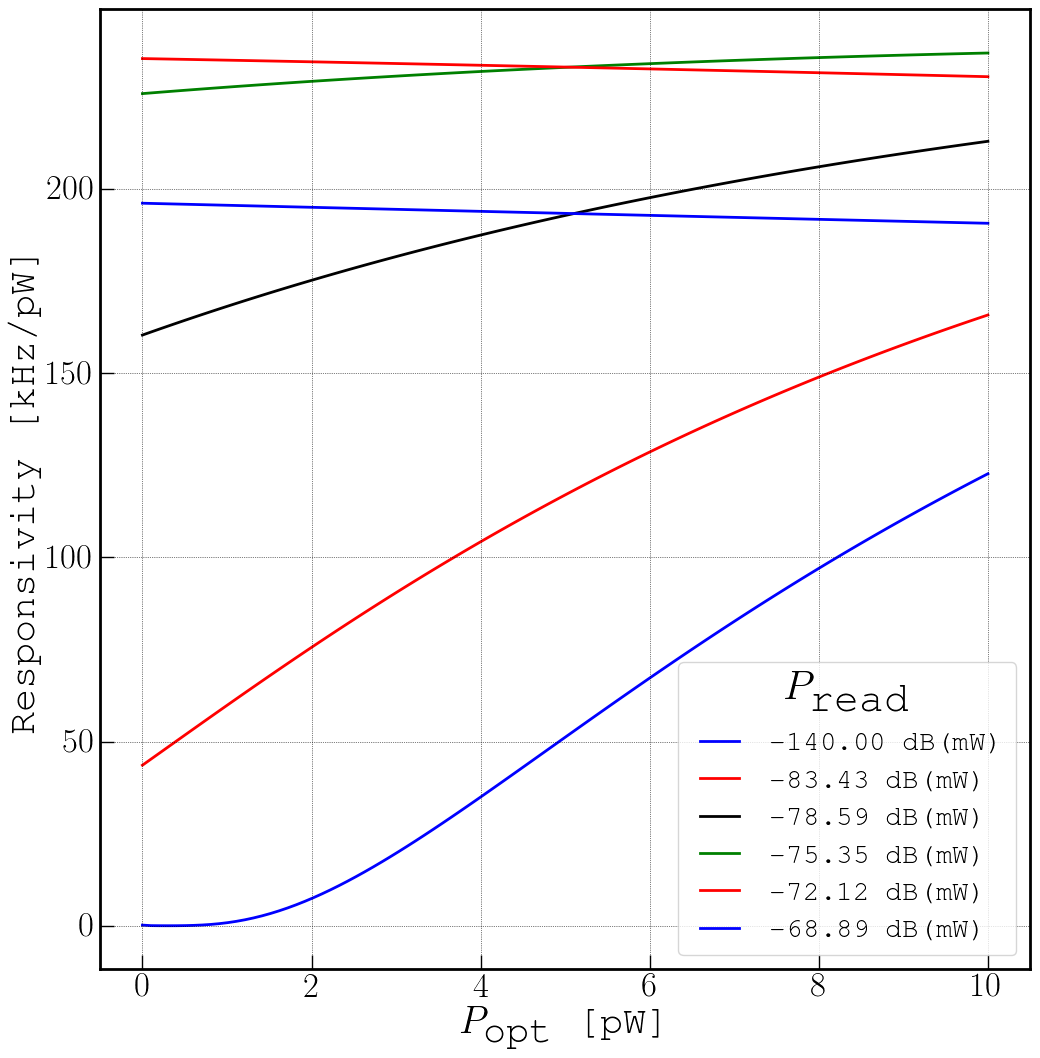 Responsivity [kHz/pW]
200
150
100
50
0
0 2 4 6 8 10
P_opt [pW]
P_read
−140.00 dB(mW)
−83.43 dB(mW)
−78.59 dB(mW)
−75.35 dB(mW)
−72.12 dB(mW)
−68.89 dB(mW)